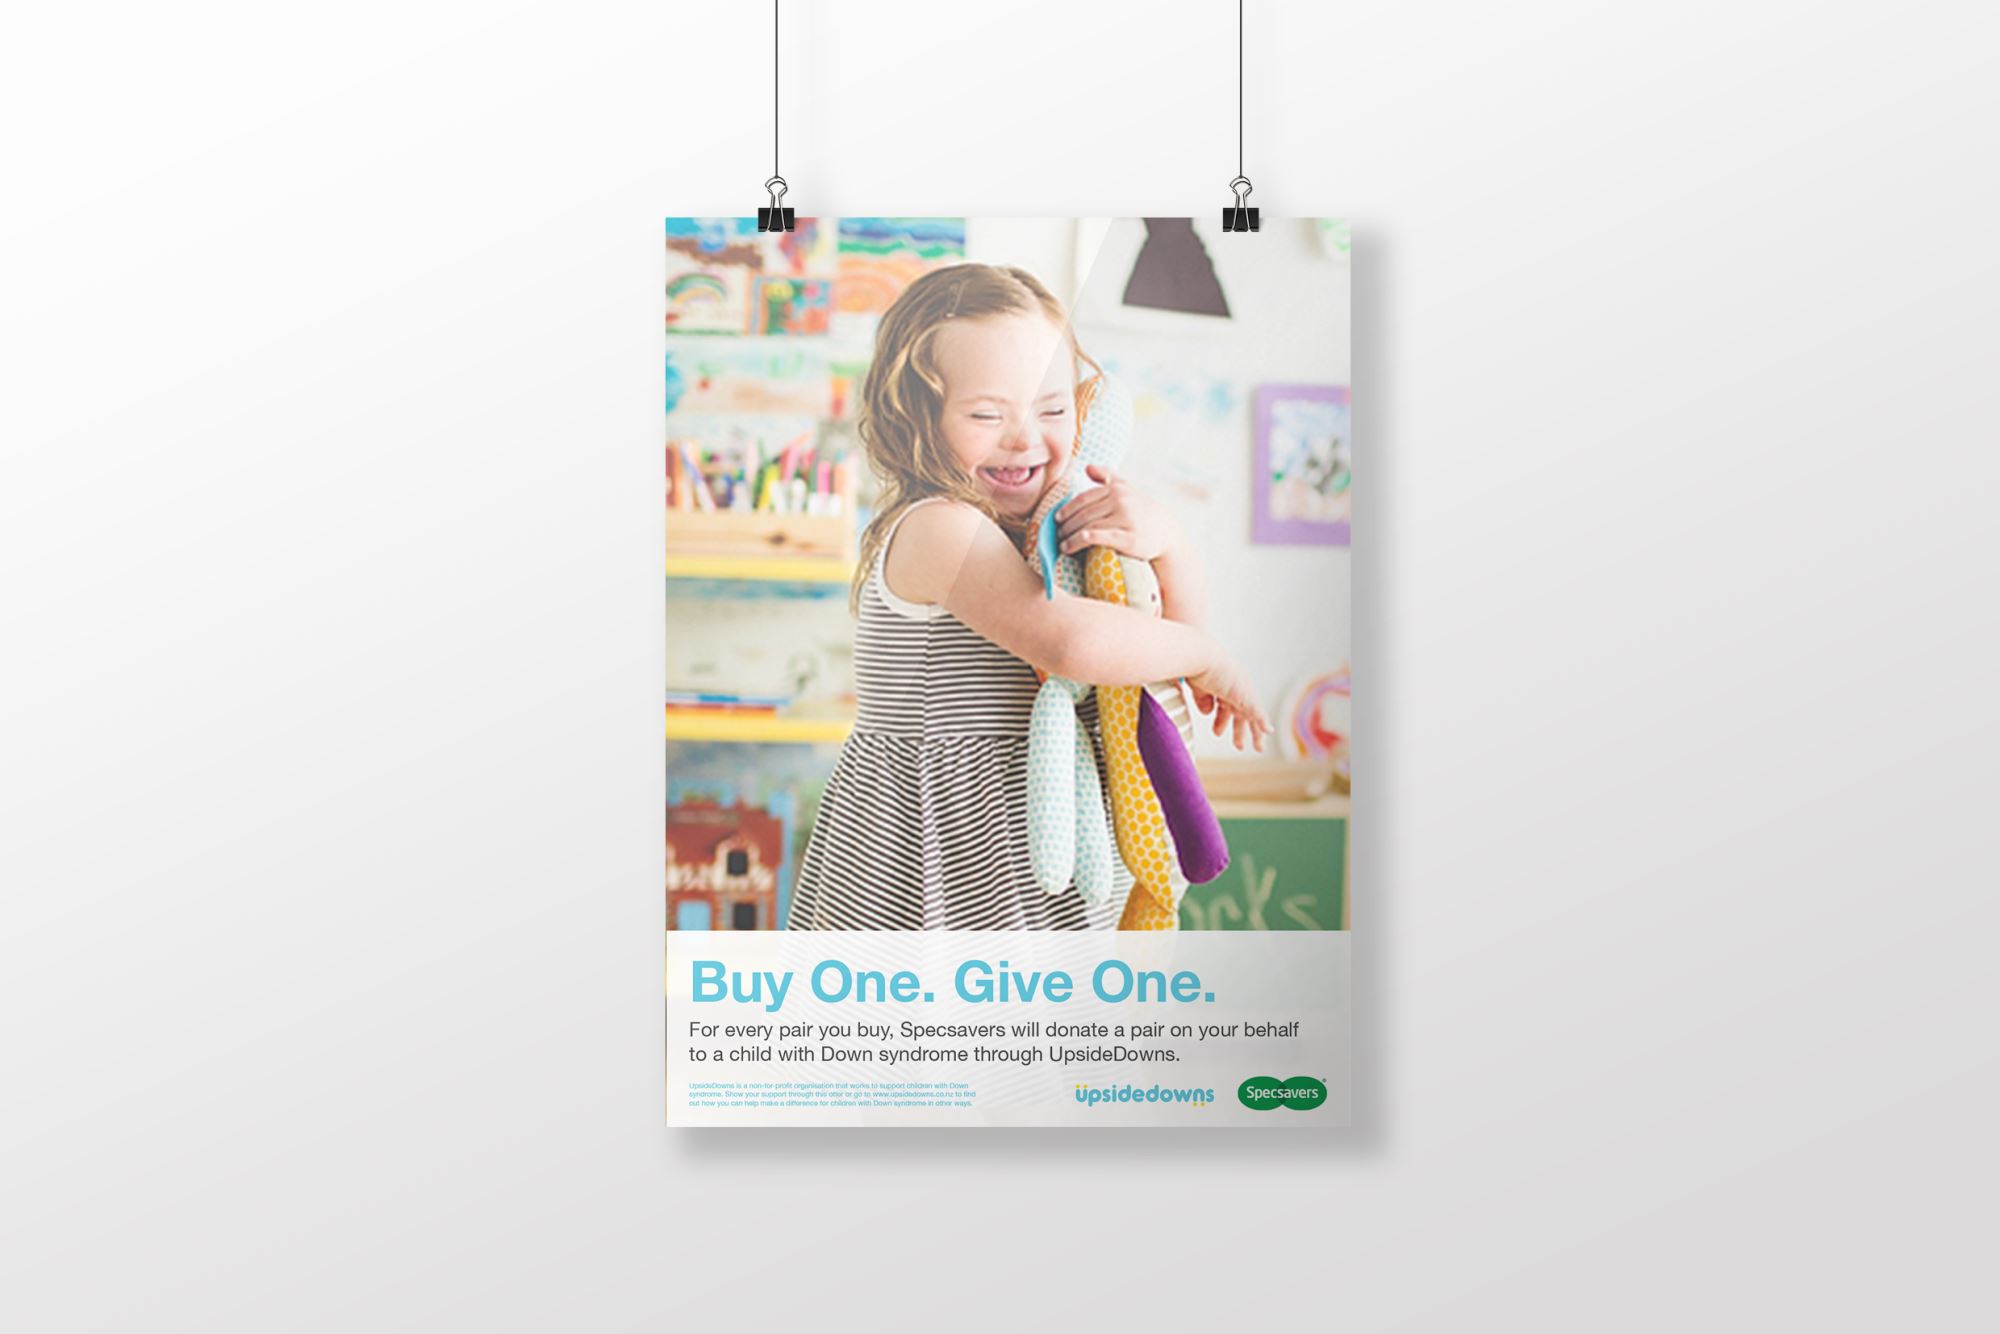 orks
Buy One. Give One.
For every pair you buy, Specsavers will donate a pair on your behalf
to a child with Down syndrome through UpsideDowns.
UpsideDowns is a non-for-profit organisation that works to support children with Down
syndrome. Show your support through this offer or go to www.upsidedowns.co.nz to find
out how you can help make a difference for children with Down syndrome in other ways.
upsidedowns
Specsavers